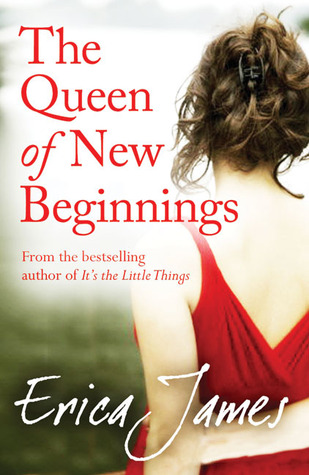 The
Queen
of New
Beginnings
From the bestselling
author of It's the Little Things
Erica James